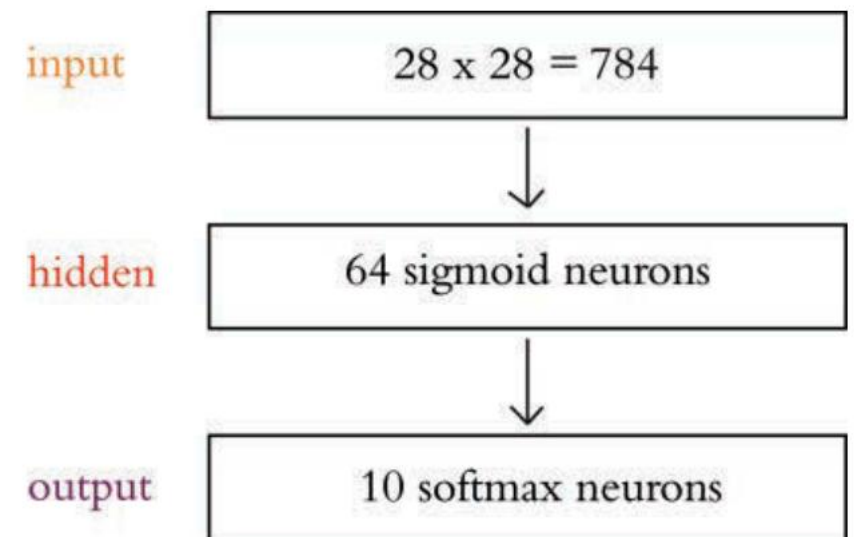 input
28 x 28 = 784
hidden
64 sigmoid neurons
output
10 softmax neurons